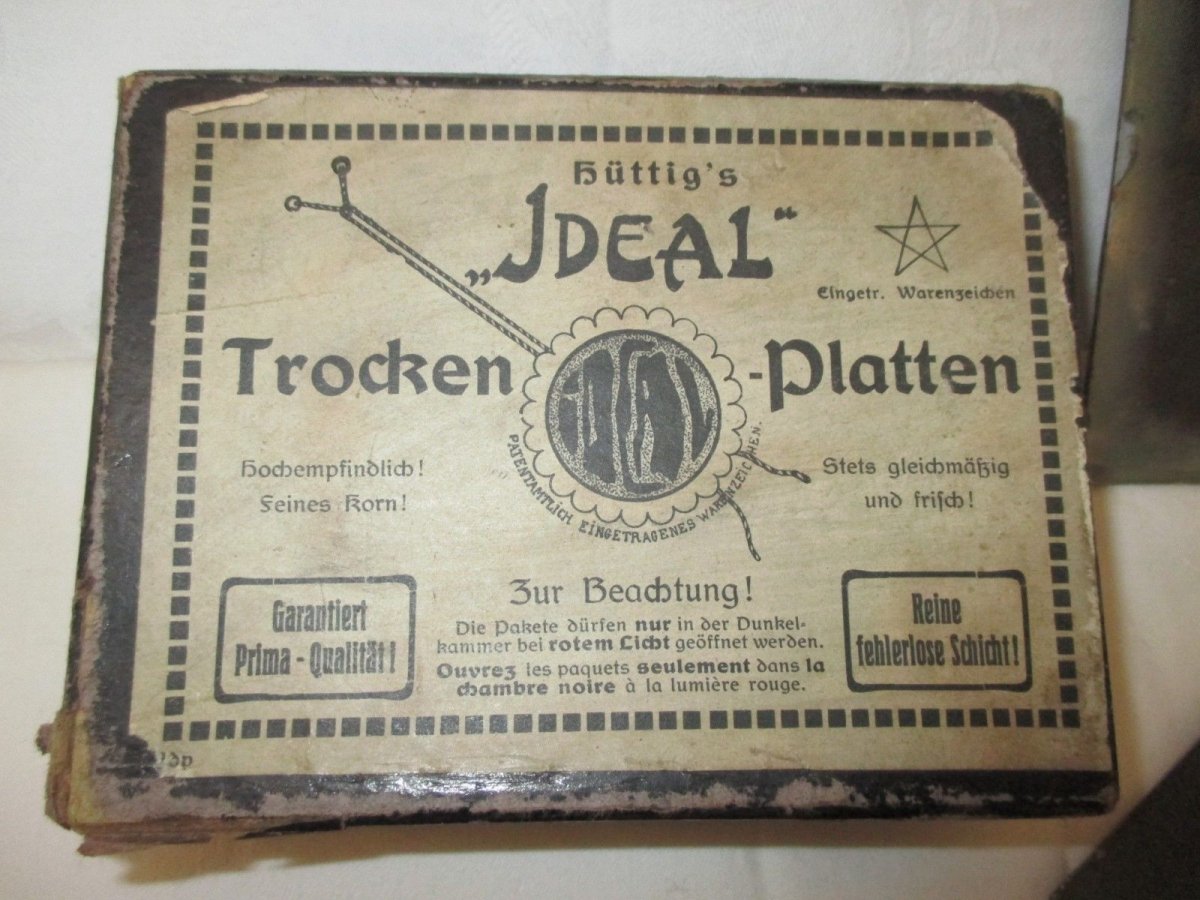 Hüttig's
„IDEAL“
Eingetr. Warenzeichen
Trocken-Platten
IDEAL
PATENTAMTLICH EINGETRAGENES WARENZEICHEN.
Hochempfindlich!
Feines Korn!
Stets gleichmäßig
und frisch!
Garantiert
Prima-Qualität!
Zur Beachtung!
Die Pakete dürfen nur in der Dunkel-
kammer bei rotem Licht geöffnet werden.
Ouvrez les paquets seulement dans la
chambre noire à la lumière rouge.
Reine
fehlerlose Schicht!